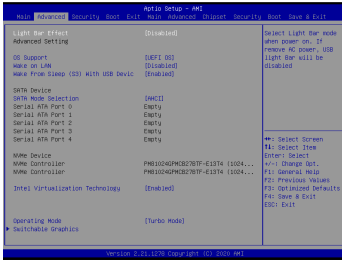 Aptio Setup - AMI
Main Advanced Security Boot Exit Main Advanced Chipset Security Boot Save & Exit
Light Bar Effect [Disabled]
Advanced Setting
OS Support [UEFI OS]
Wake on LAN [Disabled]
Wake From Sleep (S3) With USB Devic [Enabled]
SATA Device
SATA Mode Selection [AHCI]
Serial ATA Port 0 Empty
Serial ATA Port 1 Empty
Serial ATA Port 2 Empty
Serial ATA Port 3 Empty
Serial ATA Port 4 Empty
NVMe Device
NVMe Controller PM81024GPMCB27BTF-E13T4 (1024...
NVMe Controller PM81024GPMCB27BTF-E13T4 (1024...
Intel Virtualization Technology [Enabled]
Operating Mode [Turbo Mode]
Switchable Graphics
Select Light Bar mode
when power on. If
remove AC power, USB
light Bar will be
disabled
: Select Screen
: Select Item
Enter: Select
+/-: Change Opt.
F1: General Help
F2: Previous Values
F3: Optimized Defaults
F4: Save & Exit
ESC: Exit
Version 2.21.1278 Copyright (C) 2020 AMI